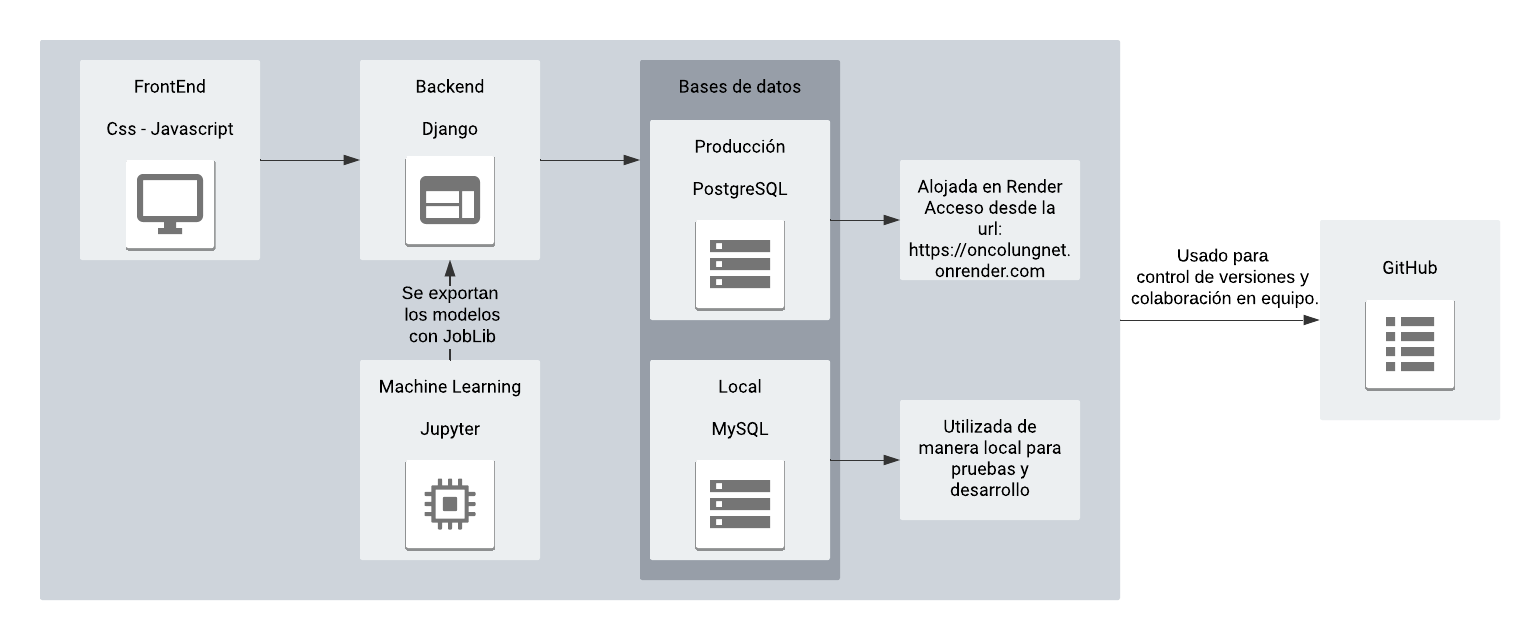 FrontEnd
Css - Javascript
Backend
Django
Se exportan
los modelos
con JobLib
Machine Learning
Jupyter
Bases de datos
Producción
PostgreSQL
Local
MySQL
Alojada en Render
Acceso desde la
url:
https://oncolungnet.
onrender.com
Utilizada de
manera local para
pruebas y
desarrollo
Usado para
control de versiones y
colaboración en equipo.
GitHub